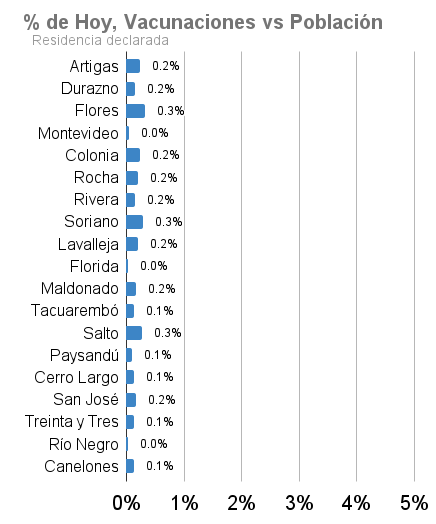 % de Hoy, Vacunaciones vs Población
Residencia declarada
Artigas 0.2%
Durazno 0.2%
Flores 0.3%
Montevideo 0.0%
Colonia 0.2%
Rocha 0.2%
Rivera 0.2%
Soriano 0.3%
Lavalleja 0.2%
Florida 0.0%
Maldonado 0.2%
Tacuarembó 0.1%
Salto 0.3%
Paysandú 0.1%
Cerro Largo 0.1%
San José 0.2%
Treinta y Tres 0.1%
Río Negro 0.0%
Canelones 0.1%
0% 1% 2% 3% 4% 5%